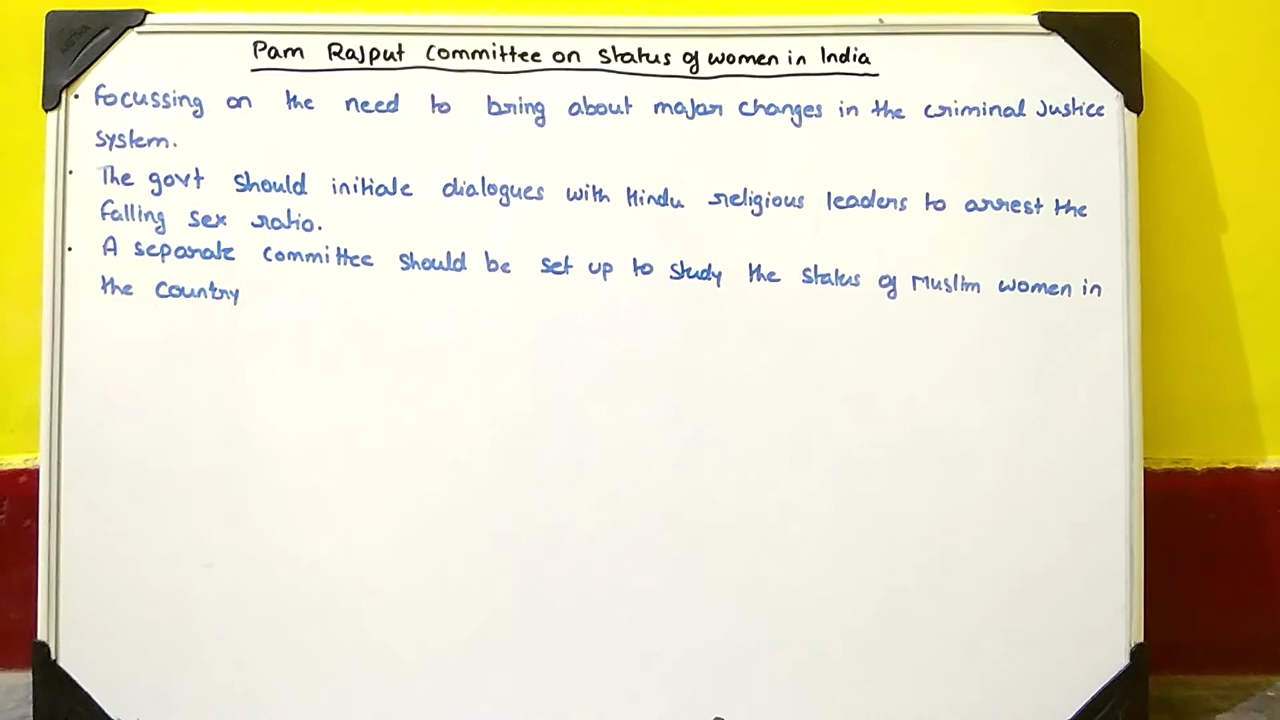 Pam Rajput Committee on Status of women in India
• Focussing on the need to bring about major changes in the criminal Justice
system.
• The govt should initiate dialogues with Hindu religious leaders to arrest the
falling sex ratio.
• A separate committee should be set up to study the status of Muslim women in
the country